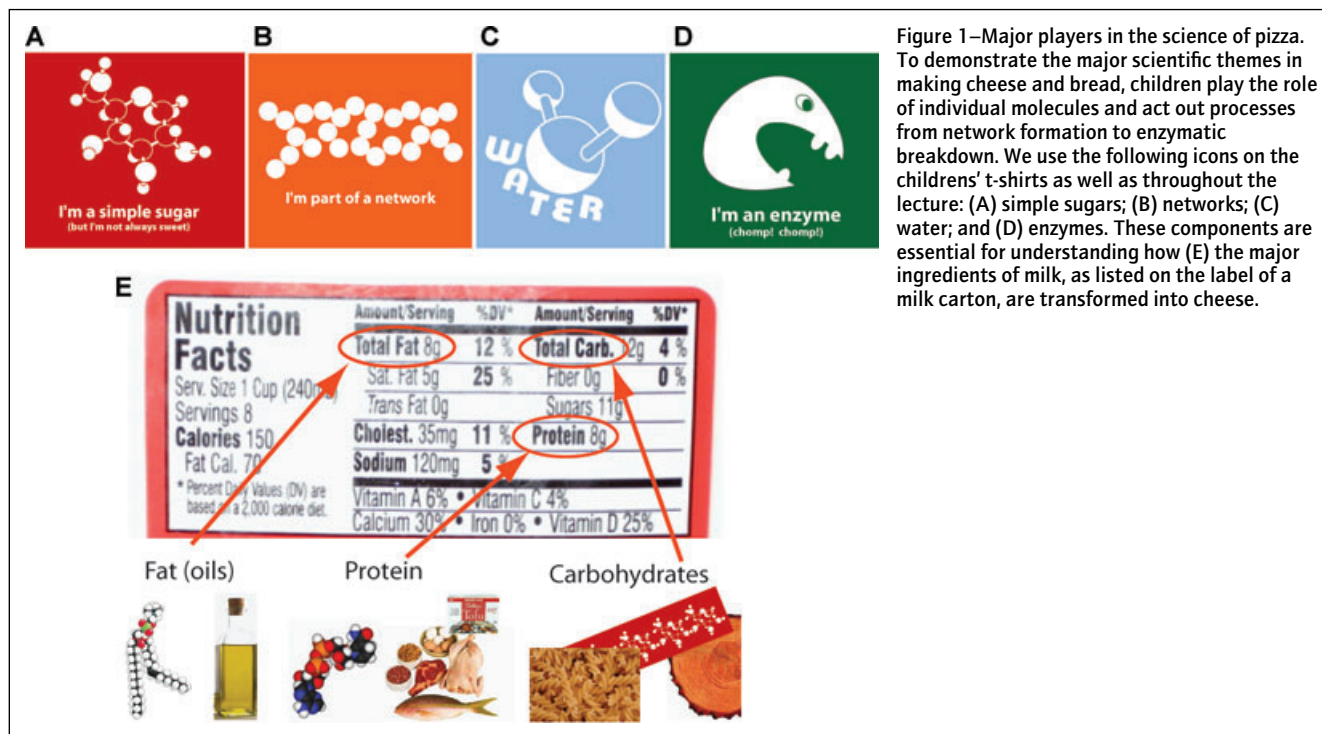 A
B
C
D
I'm a simple sugar
(but I'm not always sweet)
I'm part of a network
WATER
I'm an enzyme
(chomp! chomp!)
Figure 1–Major players in the science of pizza.
To demonstrate the major scientific themes in
making cheese and bread, children play the role
of individual molecules and act out processes
from network formation to enzymatic
breakdown. We use the following icons on the
childrens' t-shirts as well as throughout the
lecture: (A) simple sugars; (B) networks; (C)
water; and (D) enzymes. These components are
essential for understanding how (E) the major
ingredients of milk, as listed on the label of a
milk carton, are transformed into cheese.
E
Nutrition
Facts
Serv. Size 1 Cup (240m
Servings 8
Calories 150
Fat Cal. 70
* Percent Daily Values (DV) are
based on a 2,000 calorie diet.
Amount/Serving %DV* Amount/Serving %DV*
Total Fat 8g 12 % Total Carb. 12g 4 %
Sat. Fat 5g 25 % Fiber 0g 0 %
Trans Fat 0g Sugars 11g
Cholest. 35mg 11 % Protein 8g
Sodium 120mg 5 %
Vitamin A 6% • Vitamin C 4%
Calcium 30% • Iron 0% • Vitamin D 25%
Fat (oils) Protein Carbohydrates